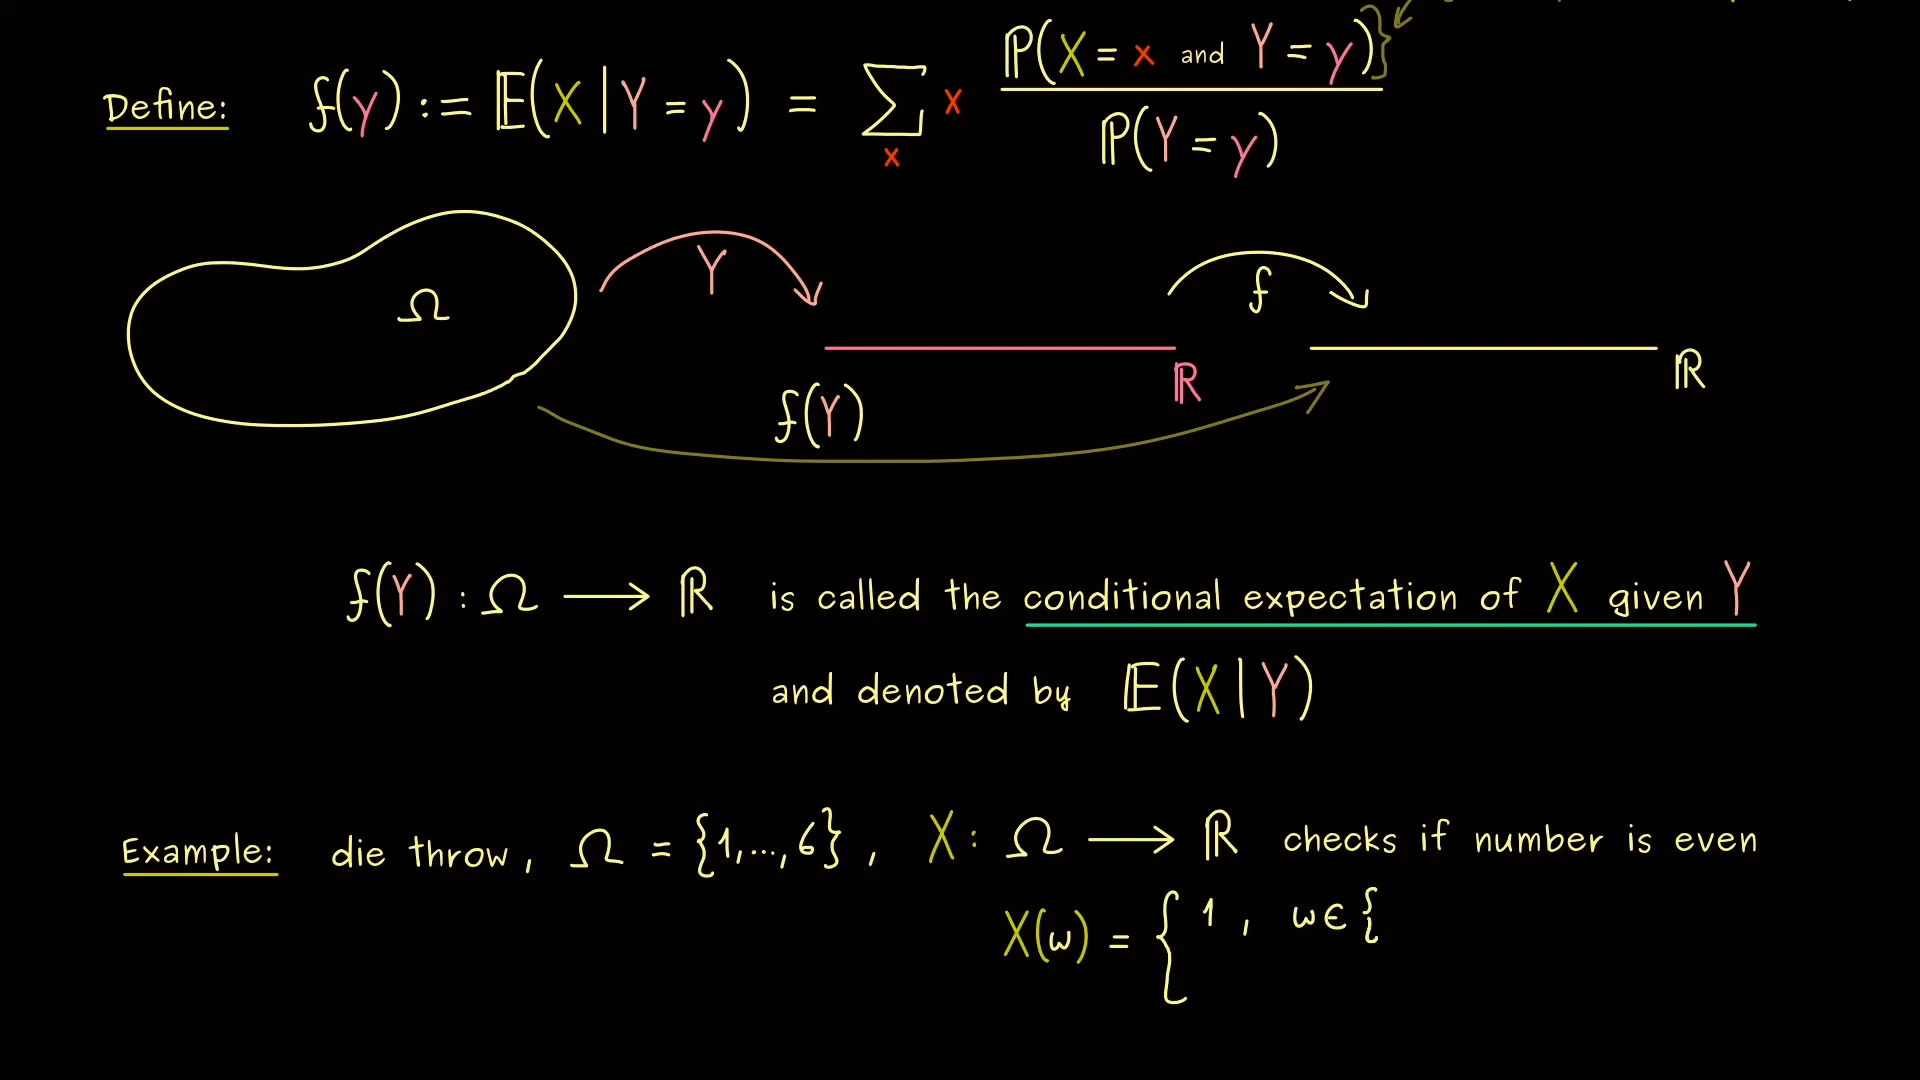 Define: f(y) := 𝔼(X | Y = y) = ∑ₓ x ℙ(X = x and Y = y)} / ℙ(Y = y)
Ω Y f
ℝ ℝ
f(Y)
f(Y) : Ω ⟶ ℝ is called the conditional expectation of X given Y
and denoted by 𝔼(X | Y)
Example: die throw, Ω = {1,...,6}, X : Ω ⟶ ℝ checks if number is even
X(ω) = { 1 , ω ∈ {